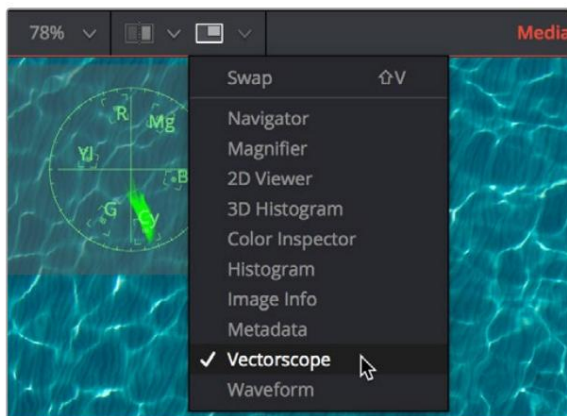 78%
Media
Swap ⇧V
Navigator
Magnifier
2D Viewer
3D Histogram
Color Inspector
Histogram
Image Info
Metadata
✓ Vectorscope
Waveform
R
Mg
Yl
B
G
Cy